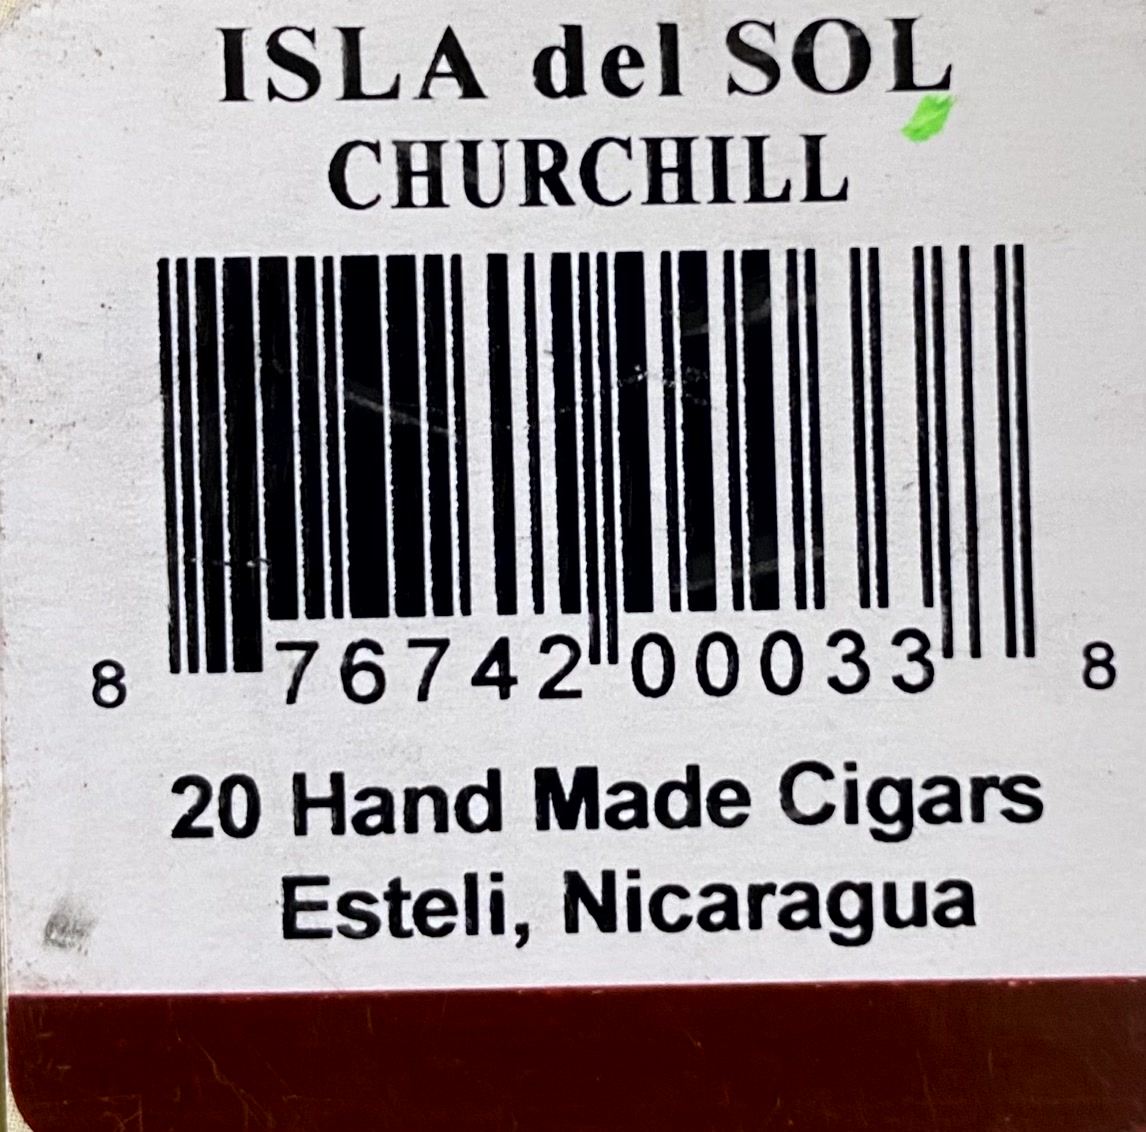 ISLA del SOL
CHURCHILL
8 76742 00033 8
20 Hand Made Cigars
Esteli, Nicaragua